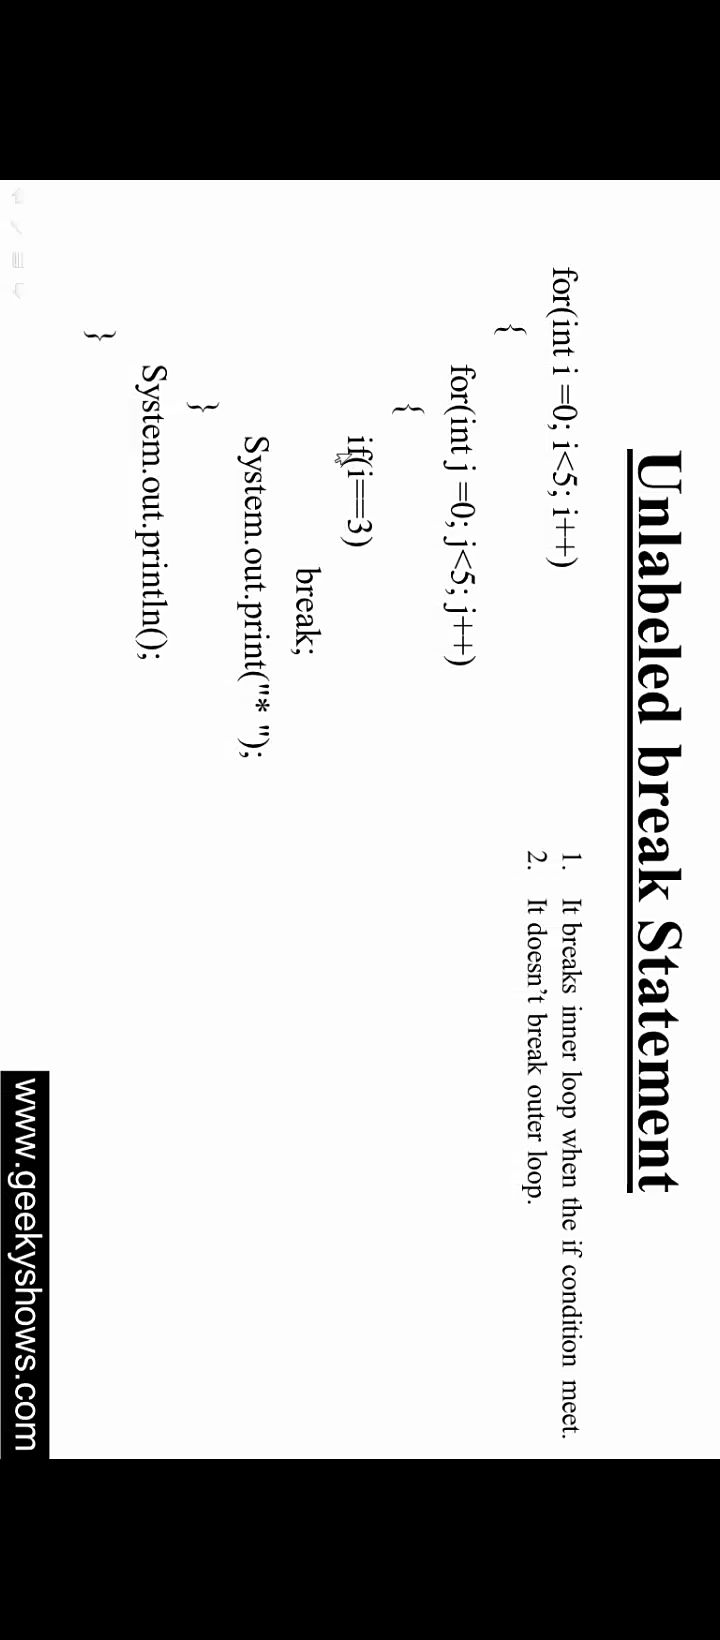 Unlabeled break Statement
for(int i =0; i<5; i++)
{
for(int j =0; j<5; j++)
{
if(i==3)
break;
System.out.print("* ");
}
System.out.println();
}
1. It breaks inner loop when the if condition meet.
2. It doesn’t break outer loop.
www.geekyshows.com